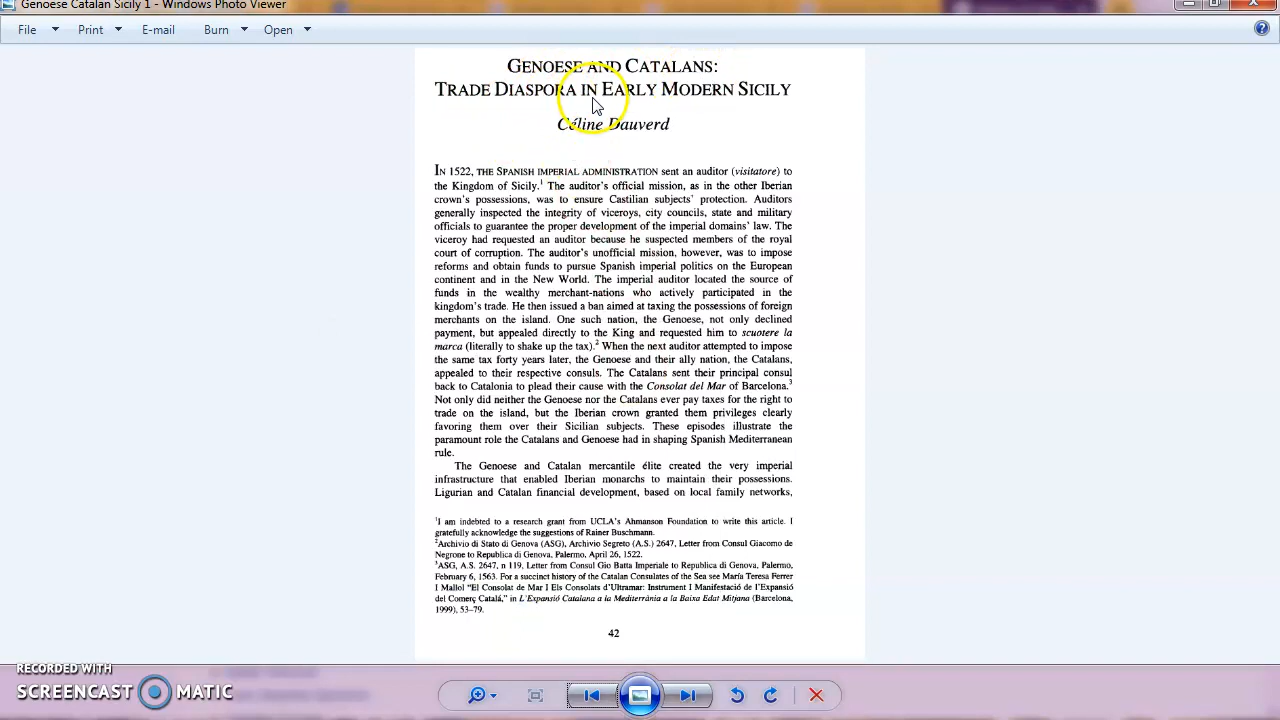 Genoese Catalan Sicily 1 - Windows Photo Viewer
File Print E-mail Burn Open
GENOESE AND CATALANS:
TRADE DIASPORA IN EARLY MODERN SICILY
Céline Dauverd
IN 1522, THE SPANISH IMPERIAL ADMINISTRATION sent an auditor (visitatore) to
the Kingdom of Sicily.¹ The auditor's official mission, as in the other Iberian
crown's possessions, was to ensure Castilian subjects' protection. Auditors
generally inspected the integrity of viceroys, city councils, state and military
officials to guarantee the proper development of the imperial domains' law. The
viceroy had requested an auditor because he suspected members of the royal
court of corruption. The auditor's unofficial mission, however, was to impose
reforms and obtain funds to pursue Spanish imperial politics on the European
continent and in the New World. The imperial auditor located the source of
funds in the wealthy merchant-nations who actively participated in the
kingdom's trade. He then issued a ban aimed at taxing the possessions of foreign
merchants on the island. One such nation, the Genoese, not only declined
payment, but appealed directly to the King and requested him to scuotere la
marca (literally to shake up the tax).² When the next auditor attempted to impose
the same tax forty years later, the Genoese and their ally nation, the Catalans,
appealed to their respective consuls. The Catalans sent their principal consul
back to Catalonia to plead their cause with the Consolat del Mar of Barcelona.³
Not only did neither the Genoese nor the Catalans ever pay taxes for the right to
trade on the island, but the Iberian crown granted them privileges clearly
favoring them over their Sicilian subjects. These episodes illustrate the
paramount role the Catalans and Genoese had in shaping Spanish Mediterranean
rule.
The Genoese and Catalan mercantile élite created the very imperial
infrastructure that enabled Iberian monarchs to maintain their possessions.
Ligurian and Catalan financial development, based on local family networks,
¹I am indebted to a research grant from UCLA's Ahmanson Foundation to write this article. I
gratefully acknowledge the suggestions of Rainer Buschmann.
²Archivio di Stato di Genova (ASG), Archivio Segreto (A.S.) 2647, Letter from Consul Giacomo de
Negrone to Republica di Genova, Palermo, April 26, 1522.
³ASG, A.S. 2647, n 119, Letter from Consul Gio Batta Imperiale to Republica di Genova, Palermo,
February 6, 1563. For a succinct history of the Catalan Consulates of the Sea see María Teresa Ferrer
I Mallol "El Consolat de Mar I Els Consolats d'Ultramar: Instrument I Manifestació de l'Expansió
del Comerç Catalá," in L'Expansió Catalana a la Mediterrània a la Baixa Edat Mitjana (Barcelona,
1999), 53-79.
42
RECORDED WITH
SCREENCAST MATIC